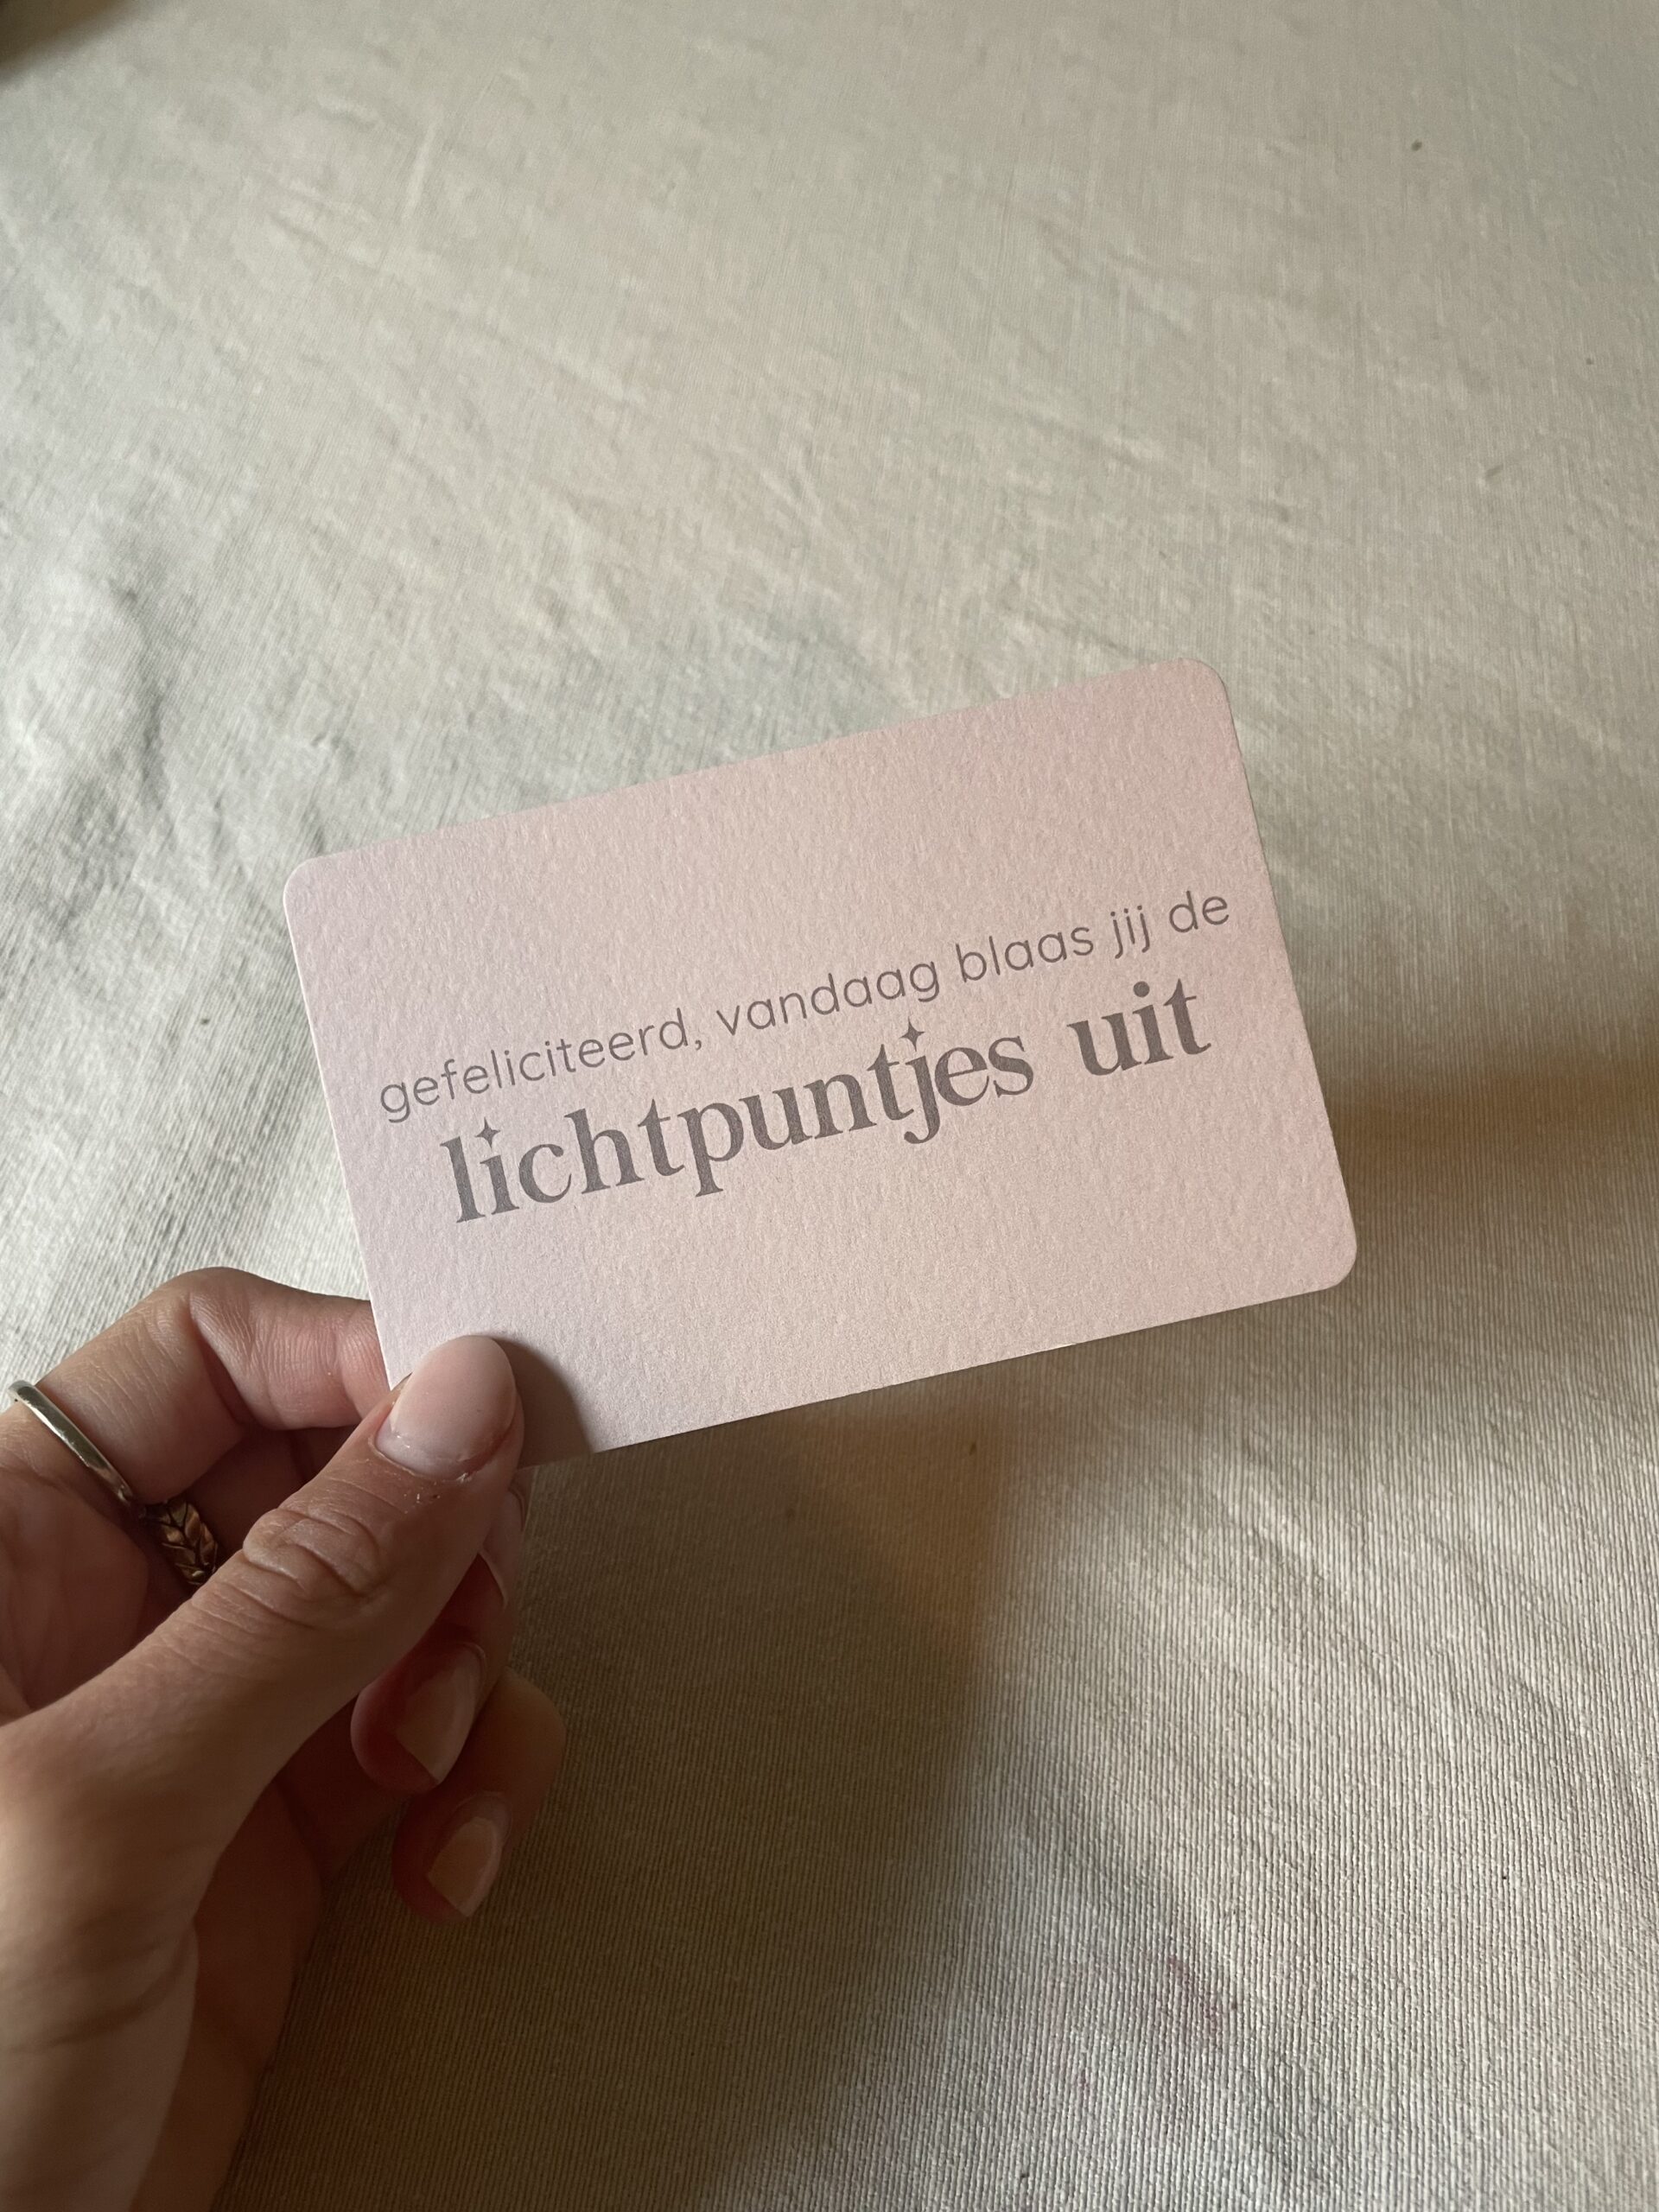 gefeliciteerd, vandaag blaas jij de
lichtpuntjes uit